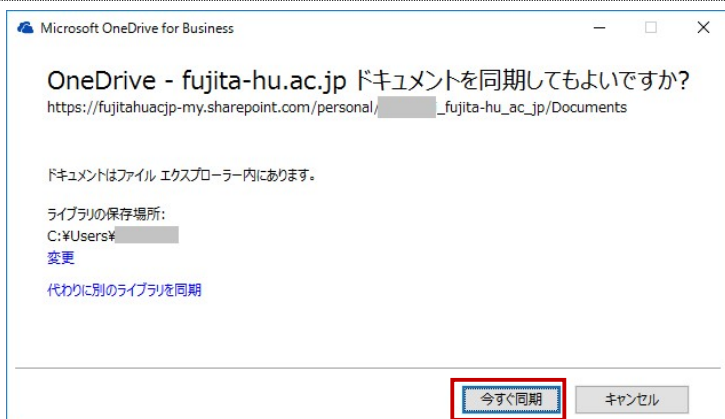 Microsoft OneDrive for Business
OneDrive - fujita-hu.ac.jp ドキュメントを同期してもよいですか?
https://fujitahuacjp-my.sharepoint.com/personal/ _fujita-hu_ac_jp/Documents
ドキュメントはファイル エクスプローラー内にあります。
ライブラリの保存場所:
C:¥Users¥
変更
代わりに別のライブラリを同期
今すぐ同期 キャンセル